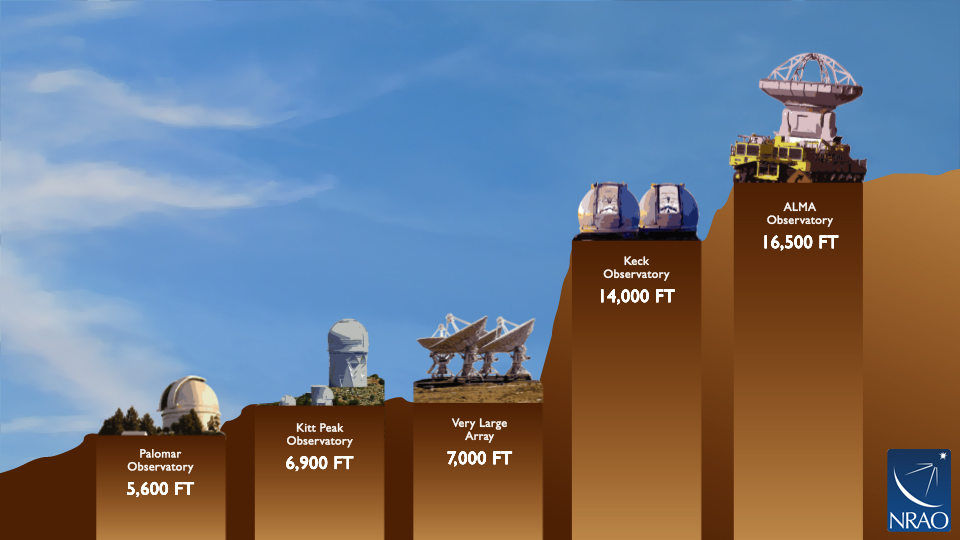 Palomar
Observatory
5,600 FT
Kitt Peak
Observatory
6,900 FT
Very Large
Array
7,000 FT
Keck
Observatory
14,000 FT
ALMA
Observatory
16,500 FT
NRAO